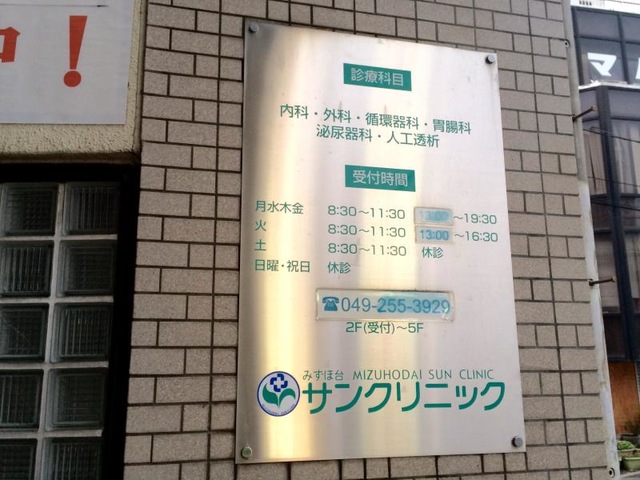 ！
マル
診療科目
内科・外科・循環器科・胃腸科
泌尿器科・人工透析
受付時間
月水木金 8:30～11:30 13:00～19:30
火 8:30～11:30 13:00～16:30
土 8:30～11:30 休診
日曜・祝日 休診
☎049-255-3929
2F(受付)～5F
みずほ台 MIZUHODAI SUN CLINIC
サンクリニック